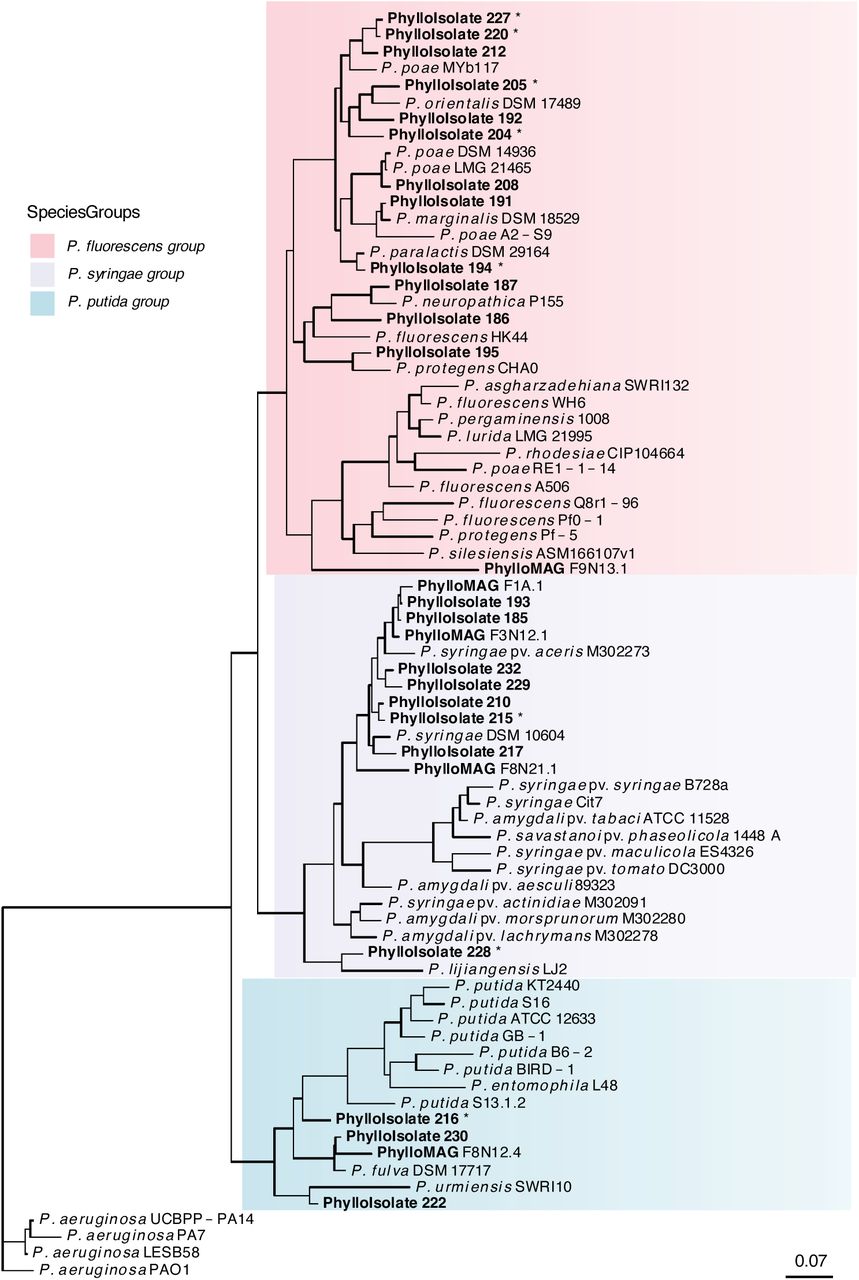 PhylloIsolate 227 *
PhylloIsolate 220 *
PhylloIsolate 212
P. poae MYb117
PhylloIsolate 205 *
P. orientalis DSM 17489
PhylloIsolate 192
PhylloIsolate 204 *
P. poae DSM 14936
P. poae LMG 21465
PhylloIsolate 208
PhylloIsolate 191
P. marginalis DSM 18529
P. poae A2-S9
P. paralactis DSM 29164
PhylloIsolate 194 *
PhylloIsolate 187
P. neuropathica P155
PhylloIsolate 186
P. fluorescens HK44
PhylloIsolate 195
P. protegens CHA0
P. asgharzadehiana SWRI132
P. fluorescens WH6
P. pergaminensis 1008
P. lurida LMG 21995
P. rhodesiae CIP104664
P. poae RE1-1-14
P. fluorescens A506
P. fluorescens Q8r1-96
P. fluorescens Pf0-1
P. protegens Pf-5
P. silesiensis ASM166107v1
PhylloMAG F9N13.1
SpeciesGroups
P. fluorescens group
P. syringae group
P. putida group
PhylloMAG F1A.1
PhylloIsolate 193
PhylloIsolate 185
PhylloMAG F3N12.1
P. syringae pv. aceris M302273
PhylloIsolate 232
PhylloIsolate 229
PhylloIsolate 210
PhylloIsolate 215 *
P. syringae DSM 10604
PhylloIsolate 217
PhylloMAG F8N21.1
P. syringae pv. syringae B728a
P. syringae Cit7
P. amygdali pv. tabaci ATCC 11528
P. savastanoi pv. phaseolicola 1448 A
P. syringae pv. maculicola ES4326
P. syringae pv. tomato DC3000
P. amygdali pv. aesculi 89323
P. syringae pv. actinidiae M302091
P. amygdali pv. morsprunorum M302280
P. amygdali pv. lachrymans M302278
PhylloIsolate 228 *
P. lijiangensis LJ2
P. putida KT2440
P. putida S16
P. putida ATCC 12633
P. putida GB-1
P. putida B6-2
P. putida BIRD-1
P. entomophila L48
P. putida S13.1.2
PhylloIsolate 216 *
PhylloIsolate 230
PhylloMAG F8N12.4
P. fulva DSM 17717
P. urmiensis SWRI10
PhylloIsolate 222
P. aeruginosa UCBPP-PA14
P. aeruginosa PA7
P. aeruginosa LESB58
P. aeruginosa PAO1
0.07